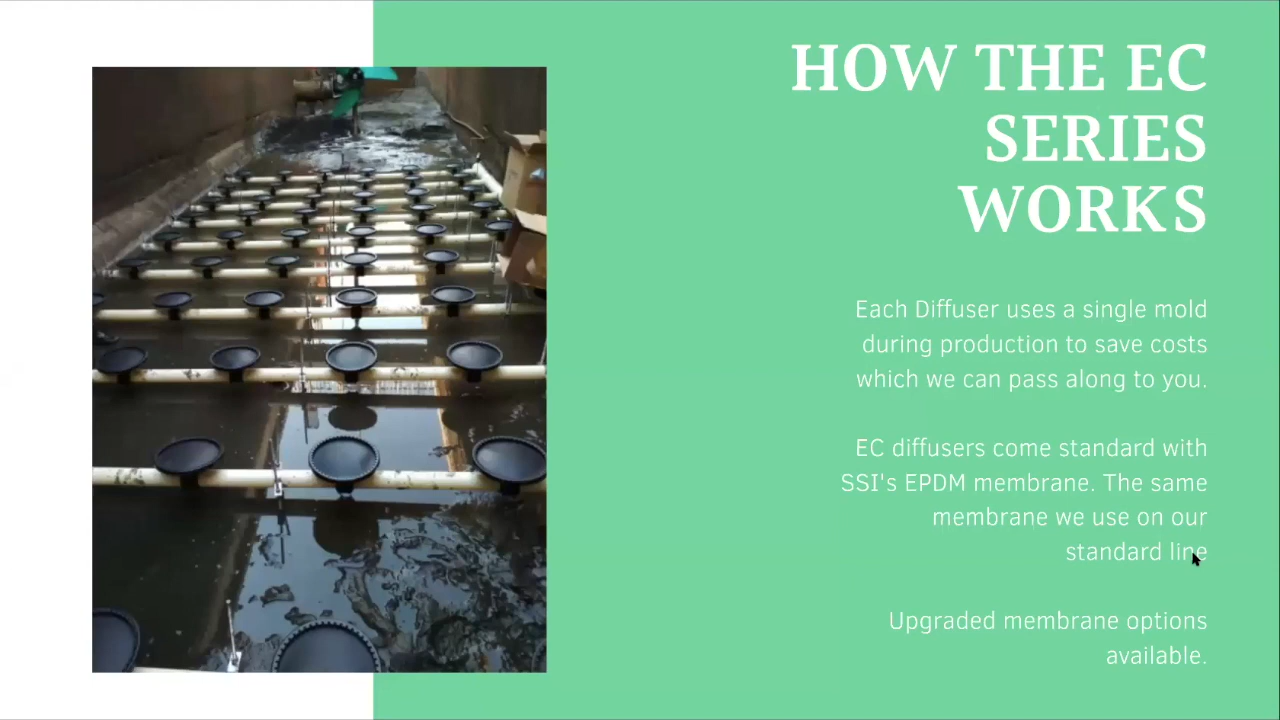 HOW THE EC
SERIES
WORKS
Each Diffuser uses a single mold
during production to save costs
which we can pass along to you.
EC diffusers come standard with
SSI's EPDM membrane. The same
membrane we use on our
standard line
Upgraded membrane options
available.